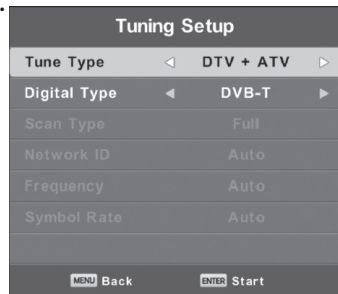 Tuning Setup
Tune Type DTV + ATV
Digital Type DVB-T
Scan Type Full
Network ID Auto
Frequency Auto
Symbol Rate Auto
MENU Back ENTER Start